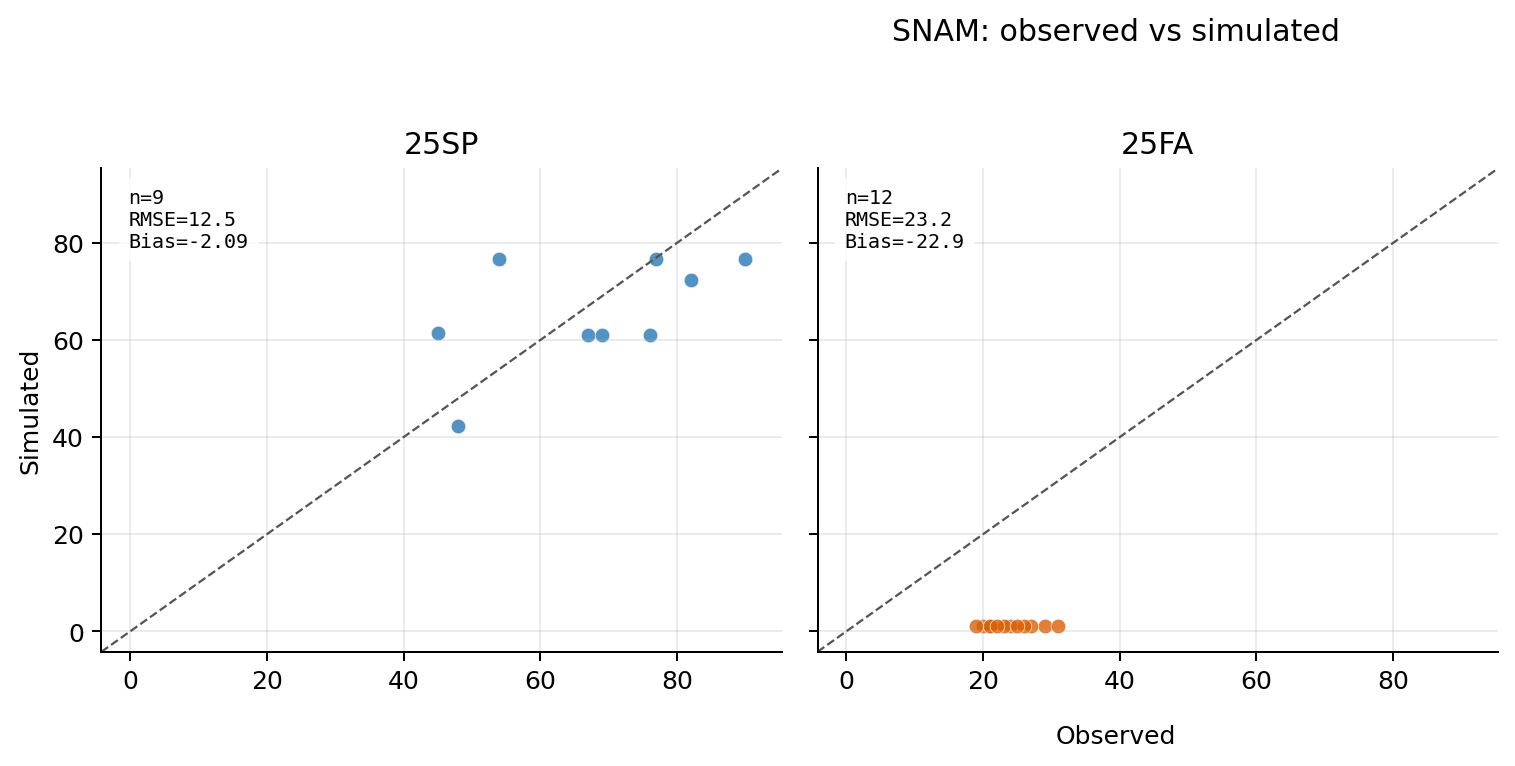 SNAM: observed vs simulated
25SP
25FA
n=9
RMSE=12.5
Bias=-2.09
n=12
RMSE=23.2
Bias=-22.9
80
60
40
20
0
Simulated
0 20 40 60 80
0 20 40 60 80
Observed